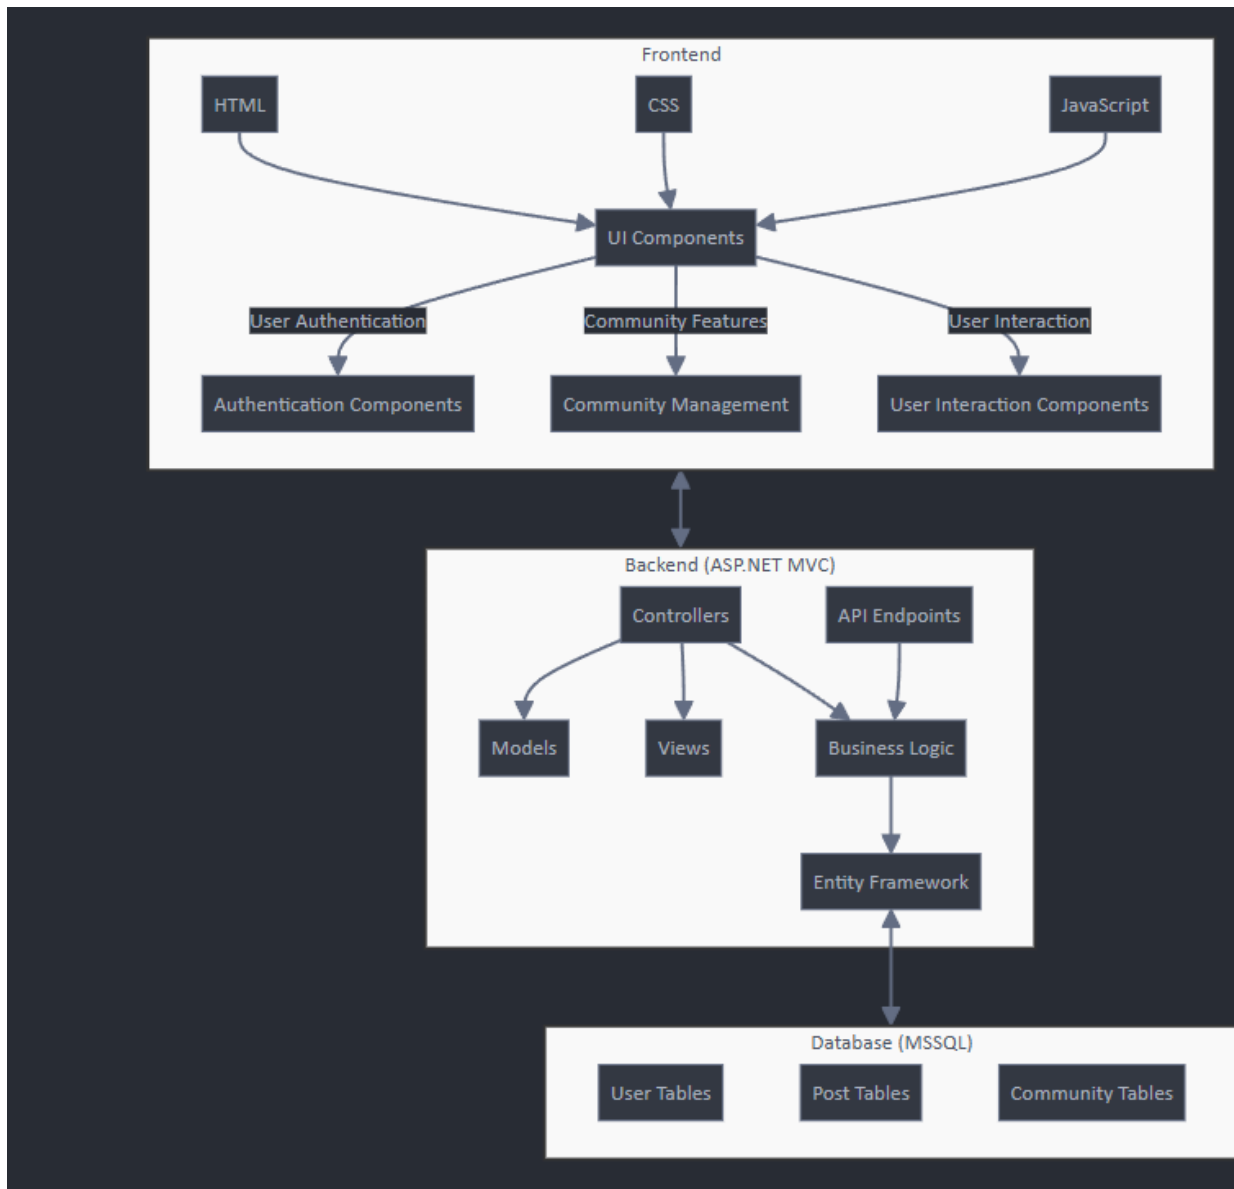 Frontend
HTML
CSS
JavaScript
UI Components
User Authentication
Community Features
User Interaction
Authentication Components
Community Management
User Interaction Components
Backend (ASP.NET MVC)
Controllers
API Endpoints
Models
Views
Business Logic
Entity Framework
Database (MSSQL)
User Tables
Post Tables
Community Tables